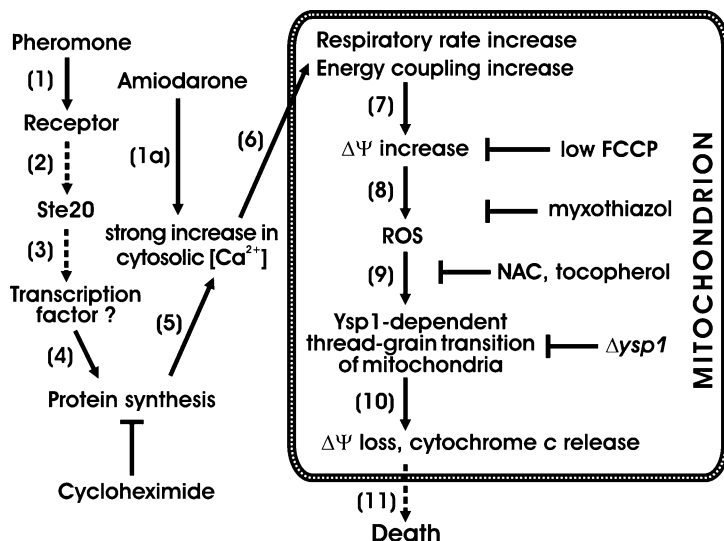 Pheromone
(1)
Receptor
(2)
Ste20
(3)
Transcription
factor ?
(4)
Protein synthesis
Cycloheximide
Amiodarone
(1a)
strong increase in
cytosolic [Ca²⁺]
(5)
(6)
Respiratory rate increase
Energy coupling increase
(7)
ΔΨ increase
low FCCP
(8)
myxothiazol
ROS
(9)
NAC, tocopherol
Ysp1-dependent
thread-grain transition
of mitochondria
Δysp1
(10)
ΔΨ loss, cytochrome c release
(11)
Death
MITOCHONDRION